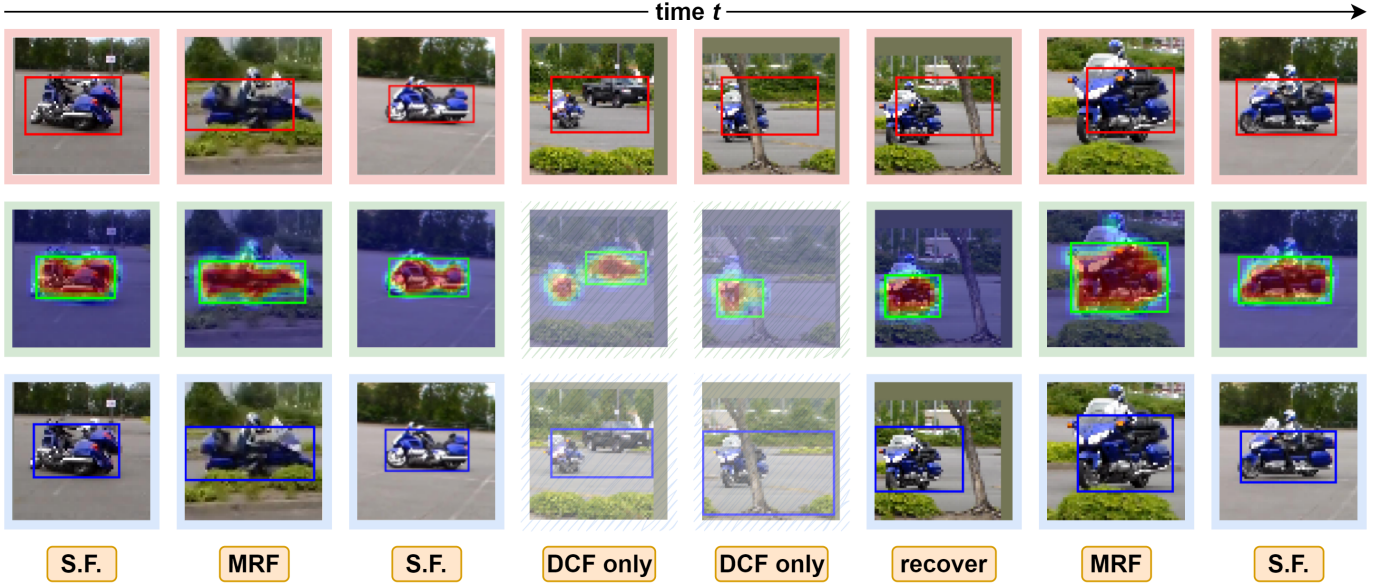 time t
S.F.
MRF
S.F.
DCF only
DCF only
recover
MRF
S.F.